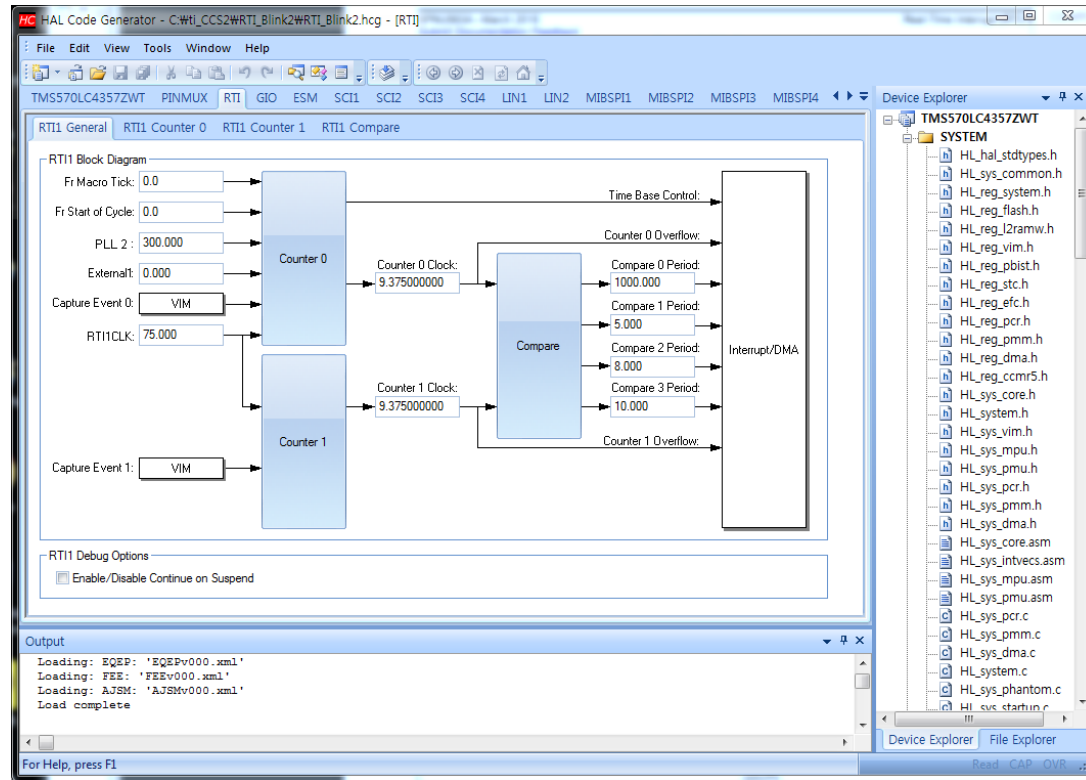 HC HAL Code Generator - C:₩ti_CCS2₩RTI_Blink2₩RTI_Blink2.hcg - [RTI]
File Edit View Tools Window Help
TMS570LC4357ZWT PINMUX RTI GIO ESM SCI1 SCI2 SCI3 SCI4 LIN1 LIN2 MIBSPI1 MIBSPI2 MIBSPI3 MIBSPI4
RTI1 General RTI1 Counter 0 RTI1 Counter 1 RTI1 Compare
RTI1 Block Diagram
Fr Macro Tick: 0.0
Fr Start of Cycle: 0.0
PLL 2 : 300.000
External1: 0.000
Capture Event 0: VIM
RTI1CLK: 75.000
Capture Event 1: VIM
Counter 0
Counter 1
Counter 0 Clock:
9.375000000
Counter 1 Clock:
9.375000000
Compare
Time Base Control:
Counter 0 Overflow:
Compare 0 Period:
1000.000
Compare 1 Period:
5.000
Compare 2 Period:
8.000
Compare 3 Period:
10.000
Counter 1 Overflow:
Interrupt/DMA
RTI1 Debug Options
Enable/Disable Continue on Suspend
Output
Loading: EQEP: 'EQEPv000.xml'
Loading: FEE: 'FEEv000.xml'
Loading: AJSM: 'AJSMv000.xml'
Load complete
Device Explorer
TMS570LC4357ZWT
SYSTEM
HL_hal_stdtypes.h
HL_sys_common.h
HL_reg_system.h
HL_reg_flash.h
HL_reg_l2ramw.h
HL_reg_vim.h
HL_reg_pbist.h
HL_reg_stc.h
HL_reg_efc.h
HL_reg_pcr.h
HL_reg_pmm.h
HL_reg_dma.h
HL_reg_ccmr5.h
HL_sys_core.h
HL_system.h
HL_sys_vim.h
HL_sys_mpu.h
HL_sys_pmu.h
HL_sys_pcr.h
HL_sys_pmm.h
HL_sys_dma.h
HL_sys_core.asm
HL_sys_intvecs.asm
HL_sys_mpu.asm
HL_sys_pmu.asm
HL_sys_pcr.c
HL_sys_pmm.c
HL_sys_dma.c
HL_system.c
HL_sys_phantom.c
HL_sys_startup.c
Device Explorer File Explorer
For Help, press F1
Read CAP OVR